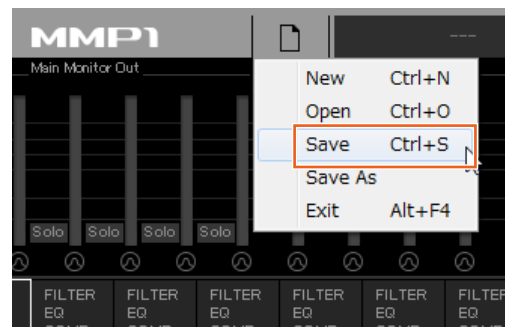 MMP1
---
Main Monitor Out
New Ctrl+N
Open Ctrl+O
Save Ctrl+S
Save As
Exit Alt+F4
Solo Solo Solo Solo
FILTER FILTER FILTER FILTER FILTER FILTER
EQ EQ EQ EQ EQ EQ